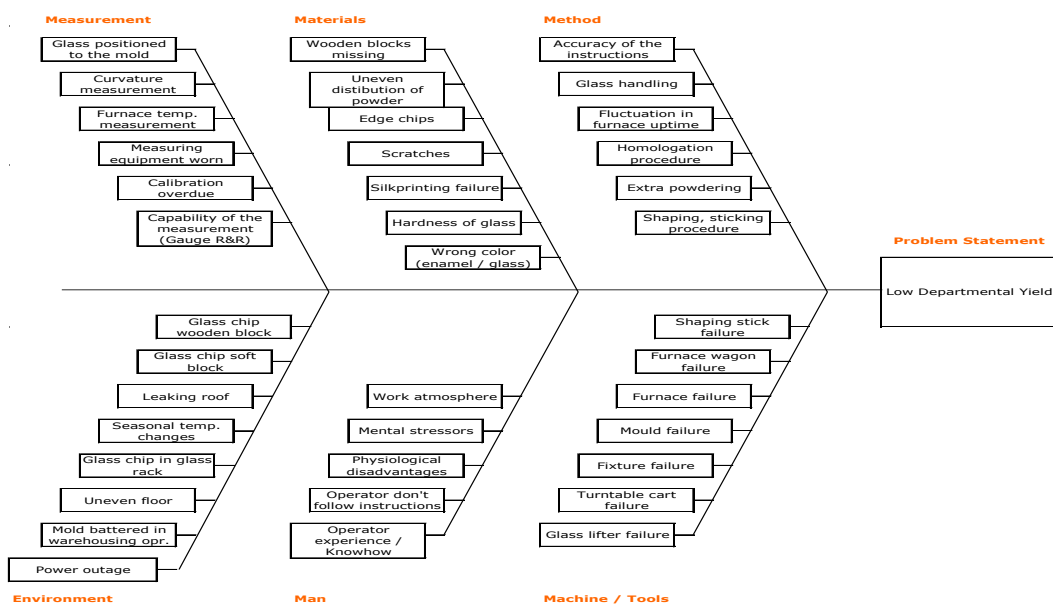 Measurement
Glass positioned
to the mold
Curvature
measurement
Furnace temp.
measurement
Measuring
equipment worn
Calibration
overdue
Capability of the
measurement
(Gauge R&R)
Materials
Wooden blocks
missing
Uneven
distibution of
powder
Edge chips
Scratches
Silkprinting failure
Hardness of glass
Wrong color
(enamel / glass)
Method
Accuracy of the
instructions
Glass handling
Fluctuation in
furnace uptime
Homologation
procedure
Extra powdering
Shaping, sticking
procedure
Problem Statement
Low Departmental Yield
Glass chip
wooden block
Glass chip soft
block
Leaking roof
Seasonal temp.
changes
Glass chip in glass
rack
Uneven floor
Mold battered in
warehousing opr.
Power outage
Environment
Work atmosphere
Mental stressors
Physiological
disadvantages
Operator don't
follow instructions
Operator
experience /
Knowhow
Man
Shaping stick
failure
Furnace wagon
failure
Furnace failure
Mould failure
Fixture failure
Turntable cart
failure
Glass lifter failure
Machine / Tools